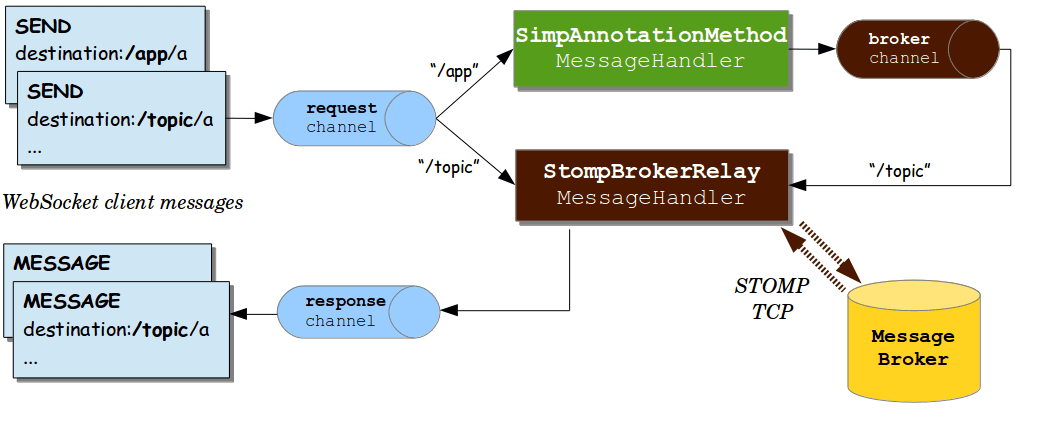 SEND
destination:/app/a
SEND
destination:/topic/a
...
WebSocket client messages
request
channel
“/app”
“/topic”
SimpAnnotationMethod
MessageHandler
broker
channel
StompBrokerRelay
MessageHandler
“/topic”
MESSAGE
MESSAGE
destination:/topic/a
...
response
channel
STOMP
TCP
Message
Broker